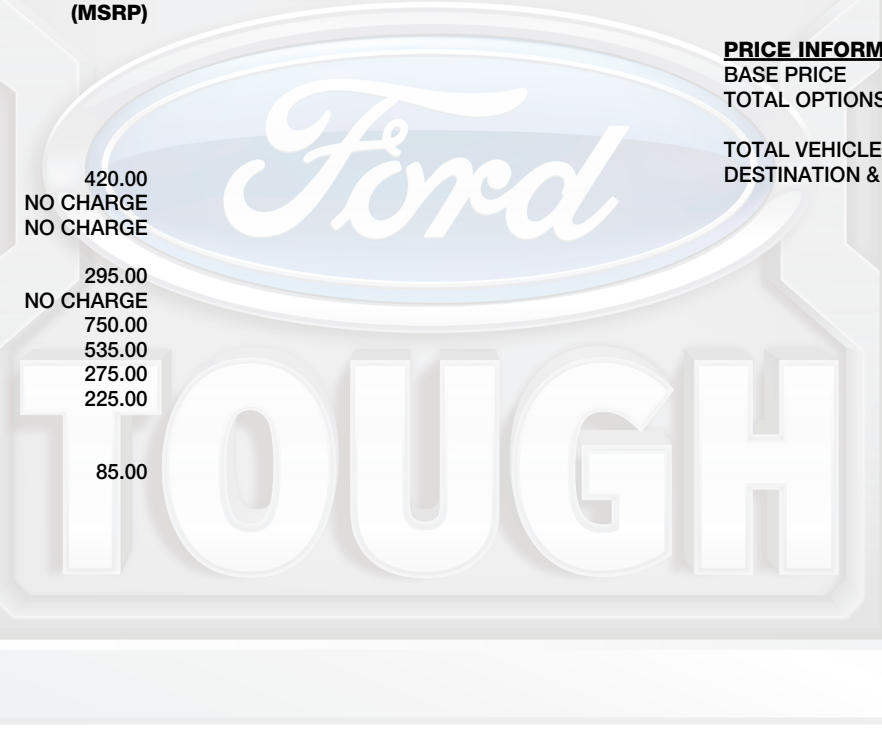 (MSRP)
420.00
NO CHARGE
NO CHARGE
295.00
NO CHARGE
750.00
535.00
275.00
225.00
85.00
PRICE INFORM
BASE PRICE
TOTAL OPTIONS
TOTAL VEHICLE
DESTINATION &
Ford
TOUGH